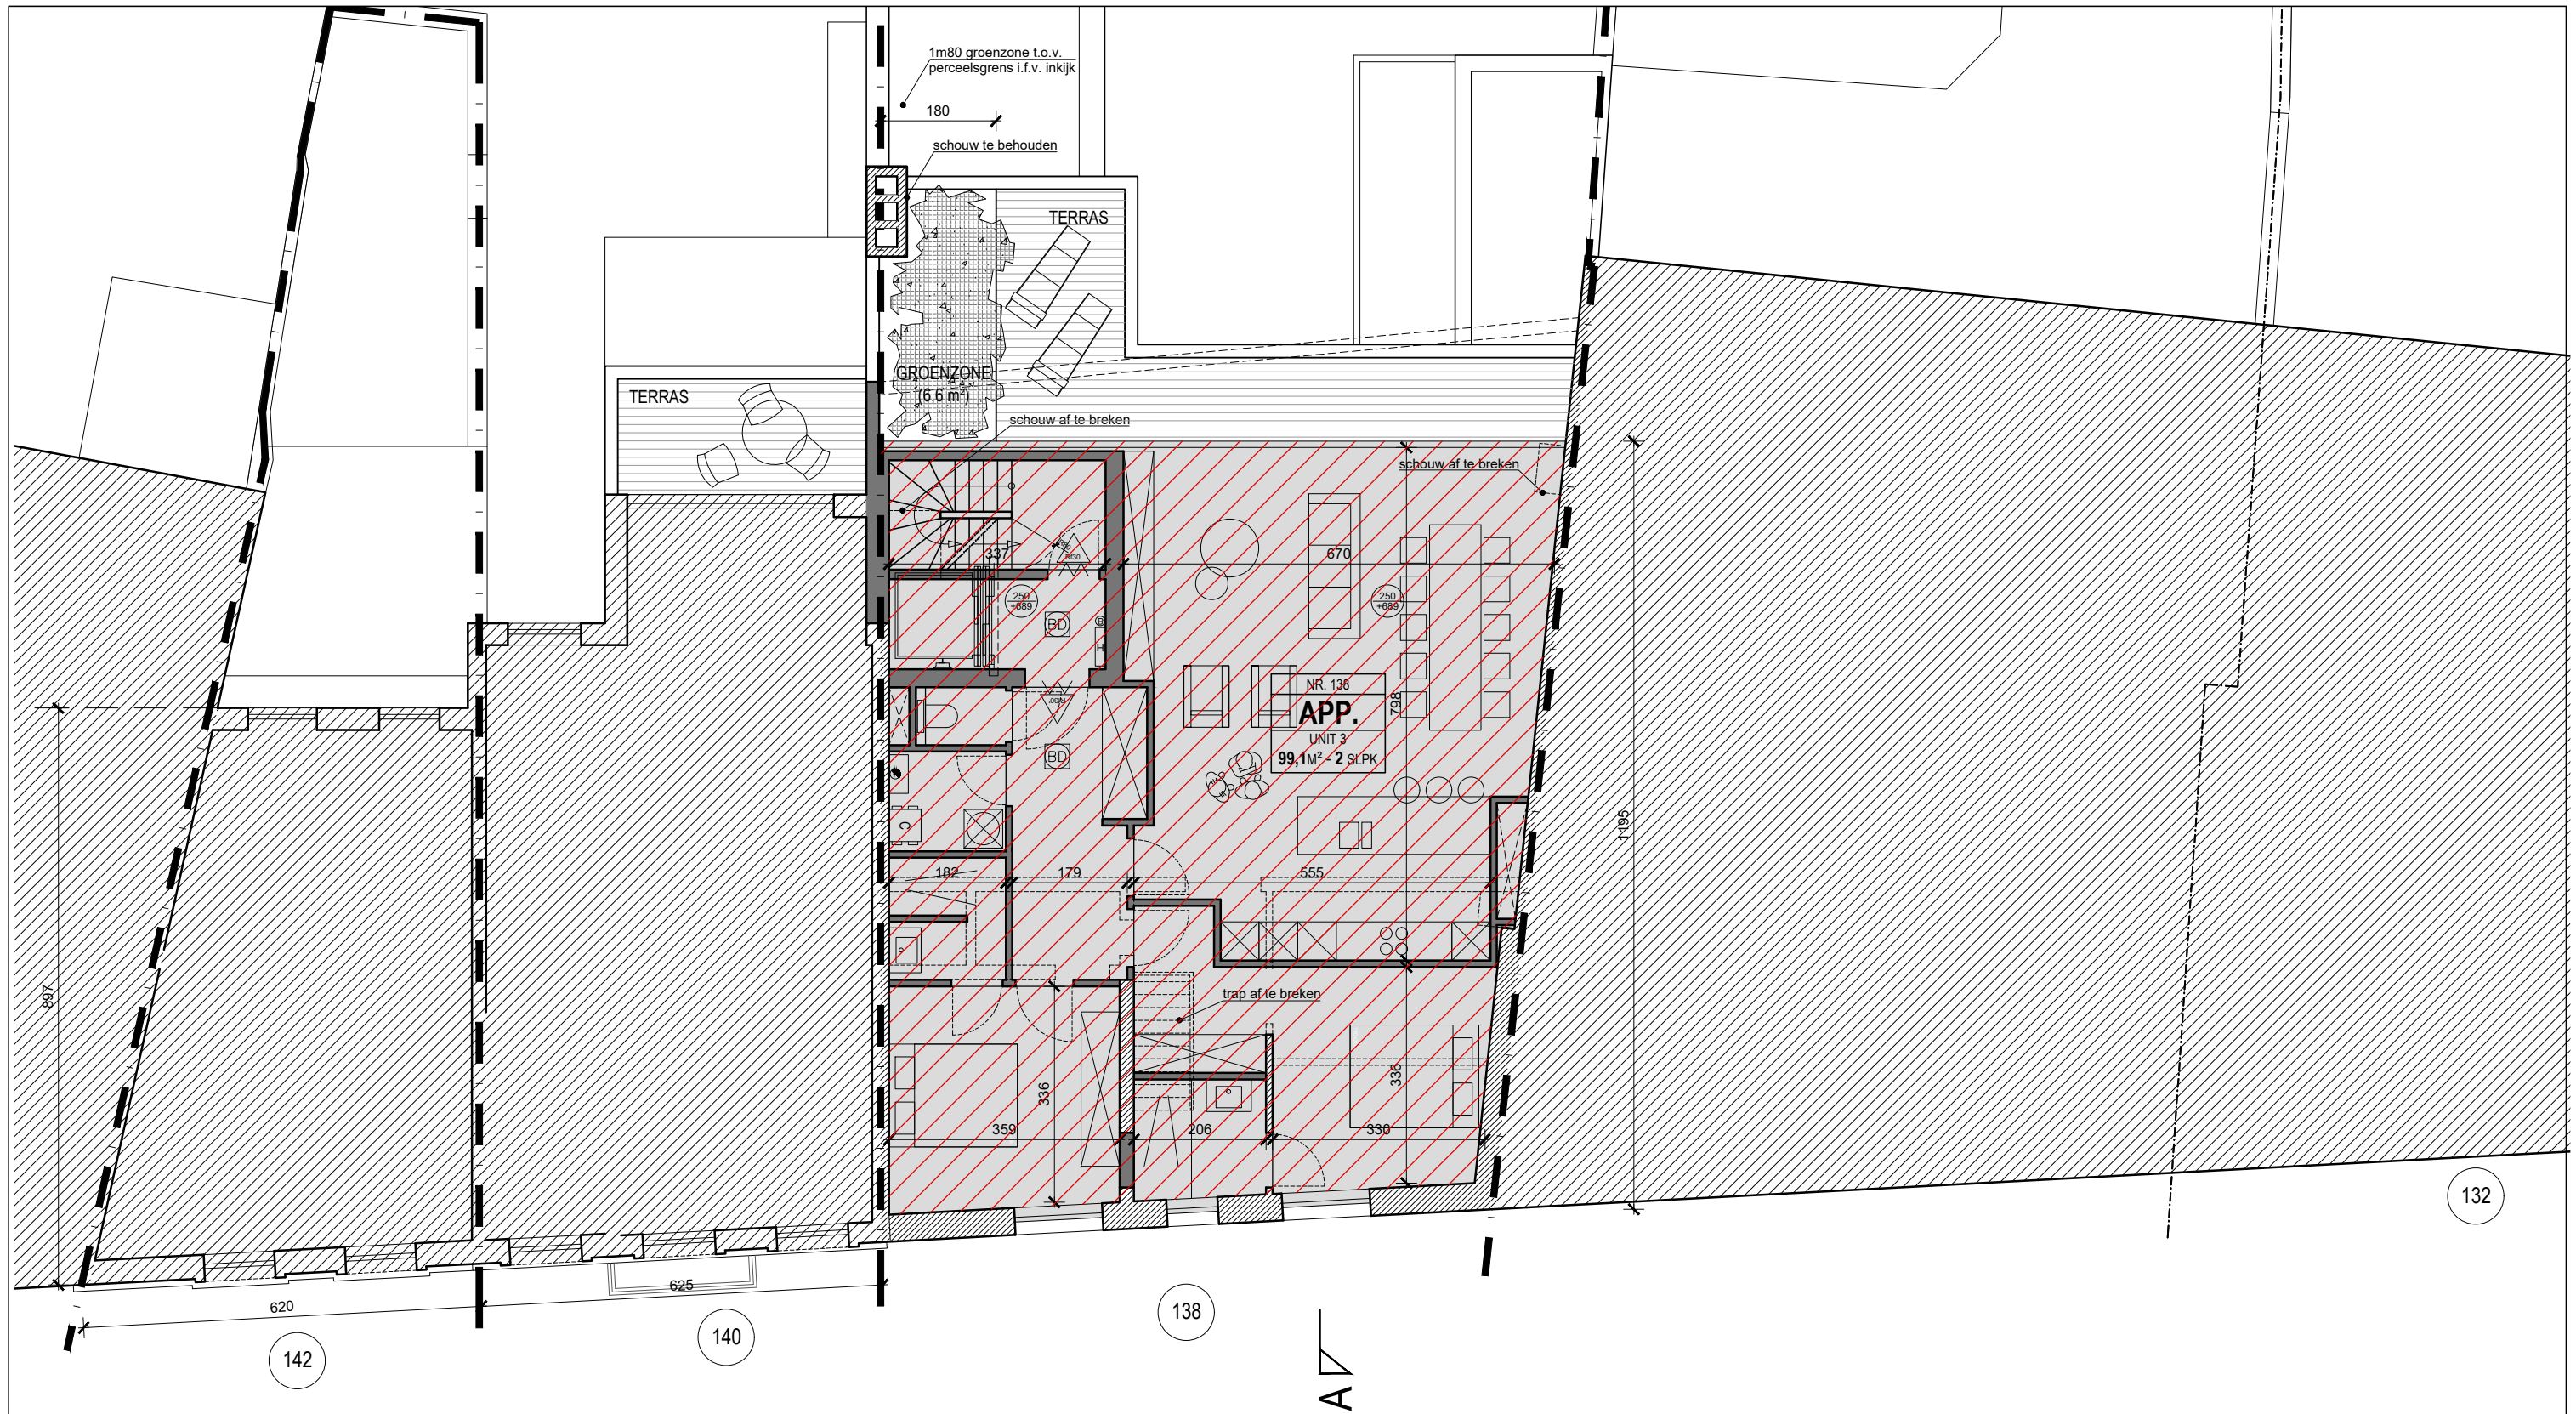 1m80 groenzone t.o.v.
perceelsgrens i.f.v. inkijk
180
schouw te behouden
TERRAS
GROENZONE
(6.6 m²)
TERRAS
schouw af te breken
schouw af te breken
337
670
250
+689
250
+689
BD
B
H
NR. 138
APP.
UNIT 3
99,1M² - 2 SLPK
798
BD
C
1195
182
179
555
897
trap af te breken
336
336
359
206
330
132
625
620
138
140
142
A